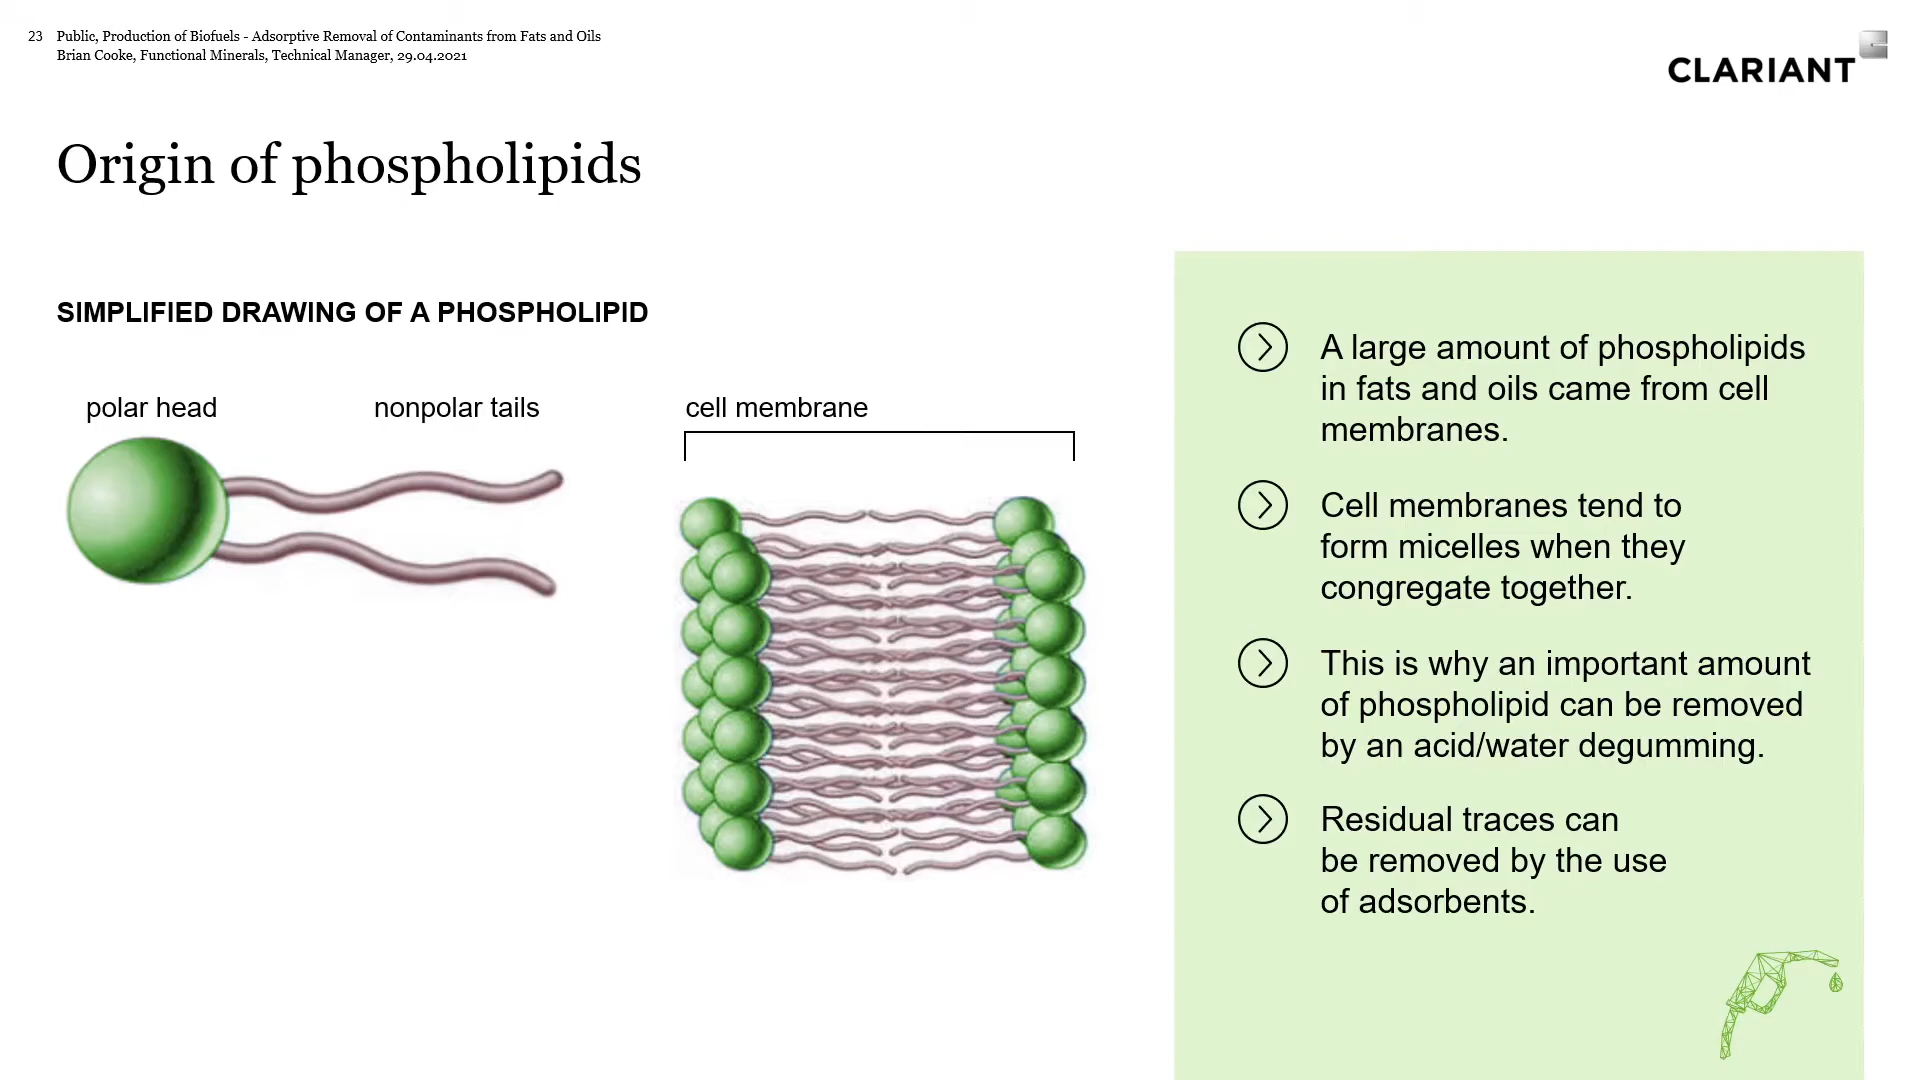 23 Public, Production of Biofuels - Adsorptive Removal of Contaminants from Fats and Oils
Brian Cooke, Functional Minerals, Technical Manager, 29.04.2021
CLARIANT
Origin of phospholipids
SIMPLIFIED DRAWING OF A PHOSPHOLIPID
polar head
nonpolar tails
cell membrane
A large amount of phospholipids
in fats and oils came from cell
membranes.
Cell membranes tend to
form micelles when they
congregate together.
This is why an important amount
of phospholipid can be removed
by an acid/water degumming.
Residual traces can
be removed by the use
of adsorbents.